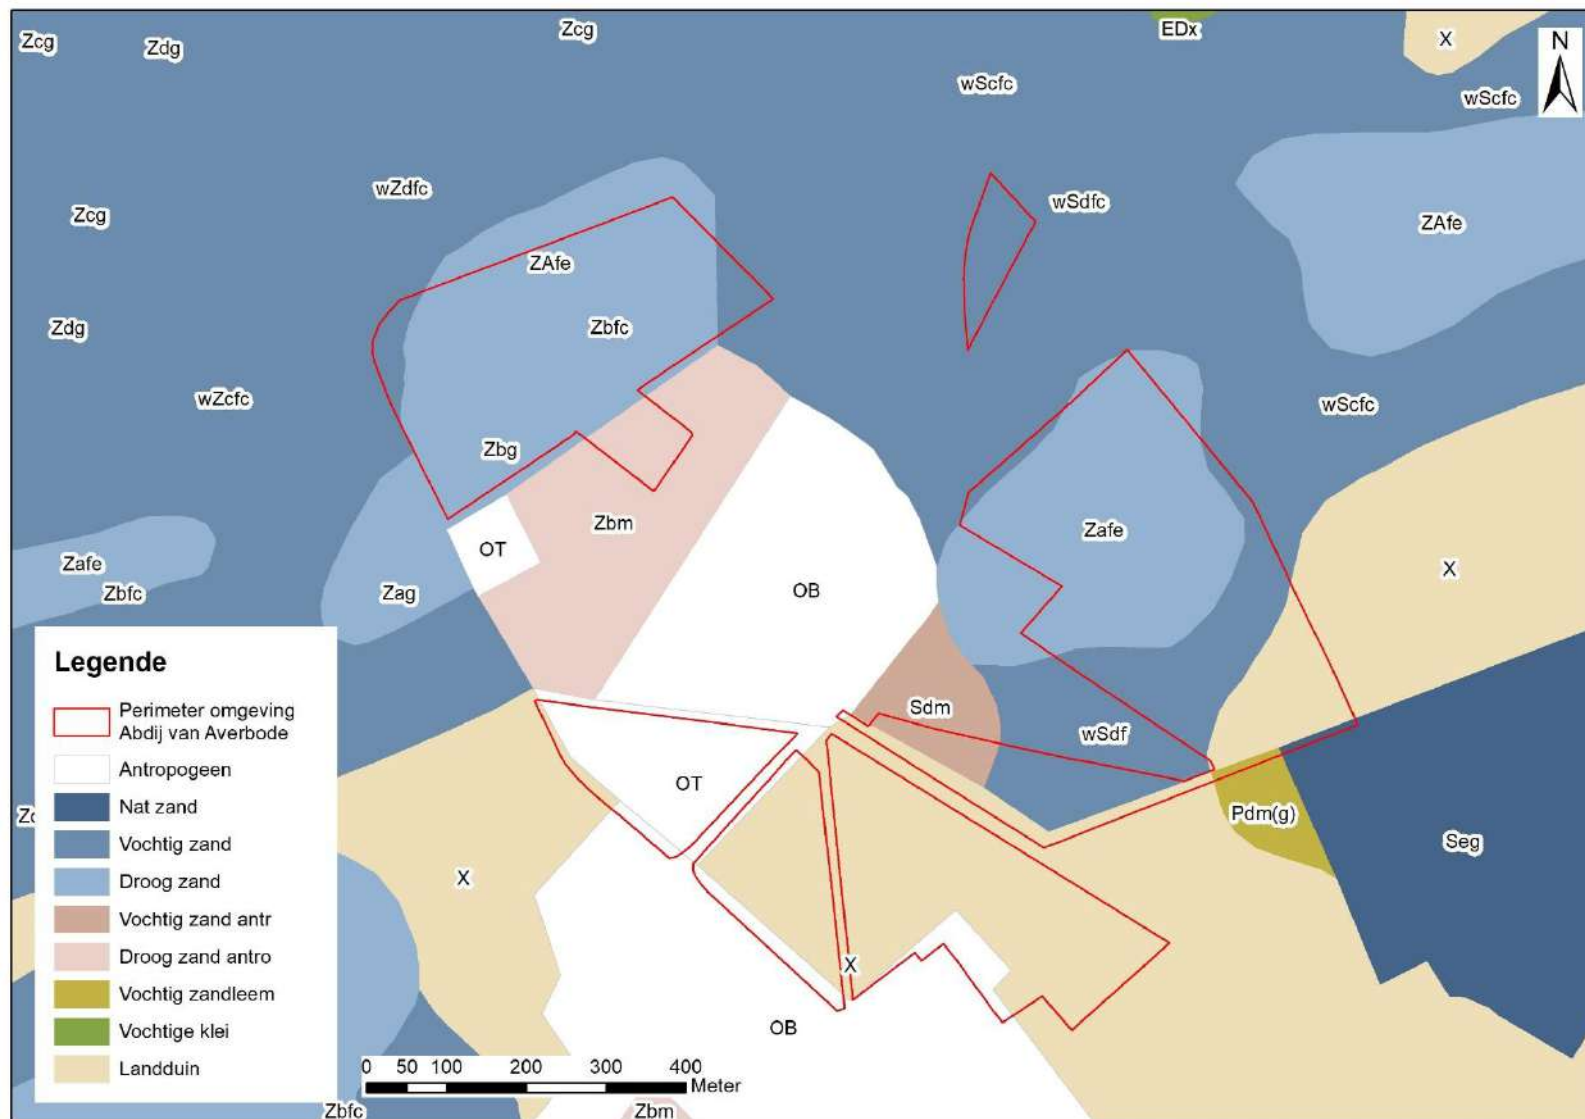 Zcg
Zdg
Zcg
EDx
X
N
wScfc
wScfc
wZdfc
wSdfc
Zcg
ZAfe
ZAfe
Zdg
Zbfc
wZcfc
wScfc
Zbg
Zbm
Zafe
OT
Zafe
X
Zbfc
Zag
OB
Legende
Perimeter omgeving
Abdij van Averbode
Antropogeen
Nat zand
Vochtig zand
Droog zand
Vochtig zand antr
Droog zand antro
Vochtig zandleem
Vochtige klei
Landduin
Sdm
wSdf
OT
Pdm(g)
Seg
X
X
OB
0 50 100 200 300 400
Meter
Zbfc
Zbm